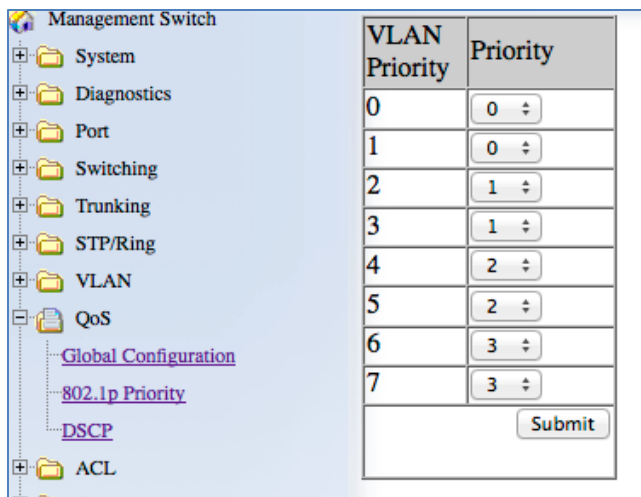 Management Switch
System
Diagnostics
Port
Switching
Trunking
STP/Ring
VLAN
QoS
Global Configuration
802.1p Priority
DSCP
ACL
VLAN Priority Priority
0 0
1 0
2 1
3 1
4 2
5 2
6 3
7 3
Submit